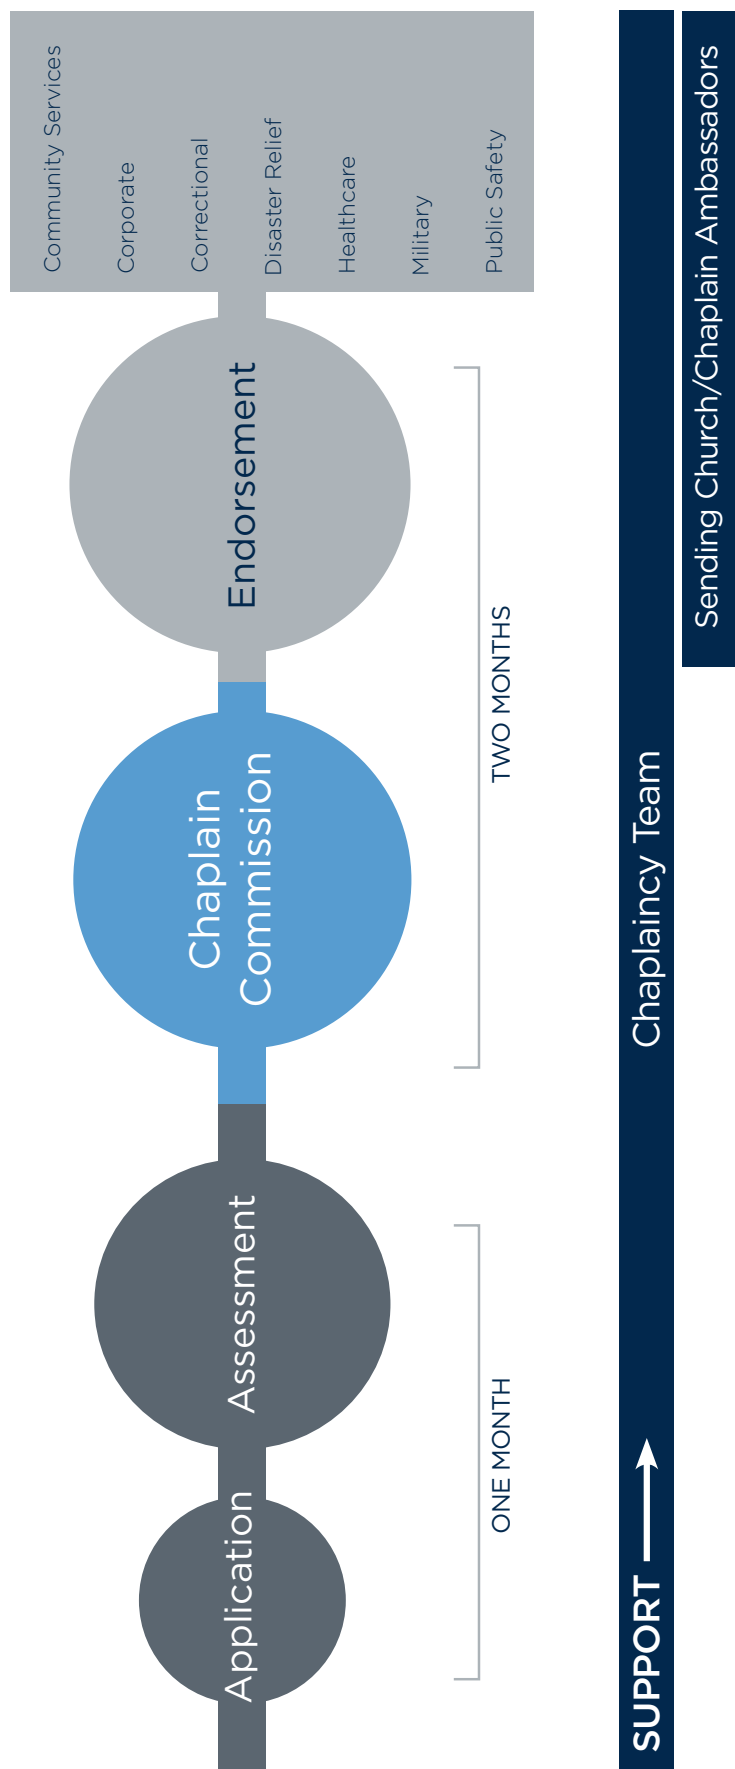 Application
Assessment
Chaplain
Commission
Endorsement
Community Services
Corporate
Correctional
Disaster Relief
Healthcare
Military
Public Safety
ONE MONTH
TWO MONTHS
SUPPORT
Chaplaincy Team
Sending Church/Chaplain Ambassadors